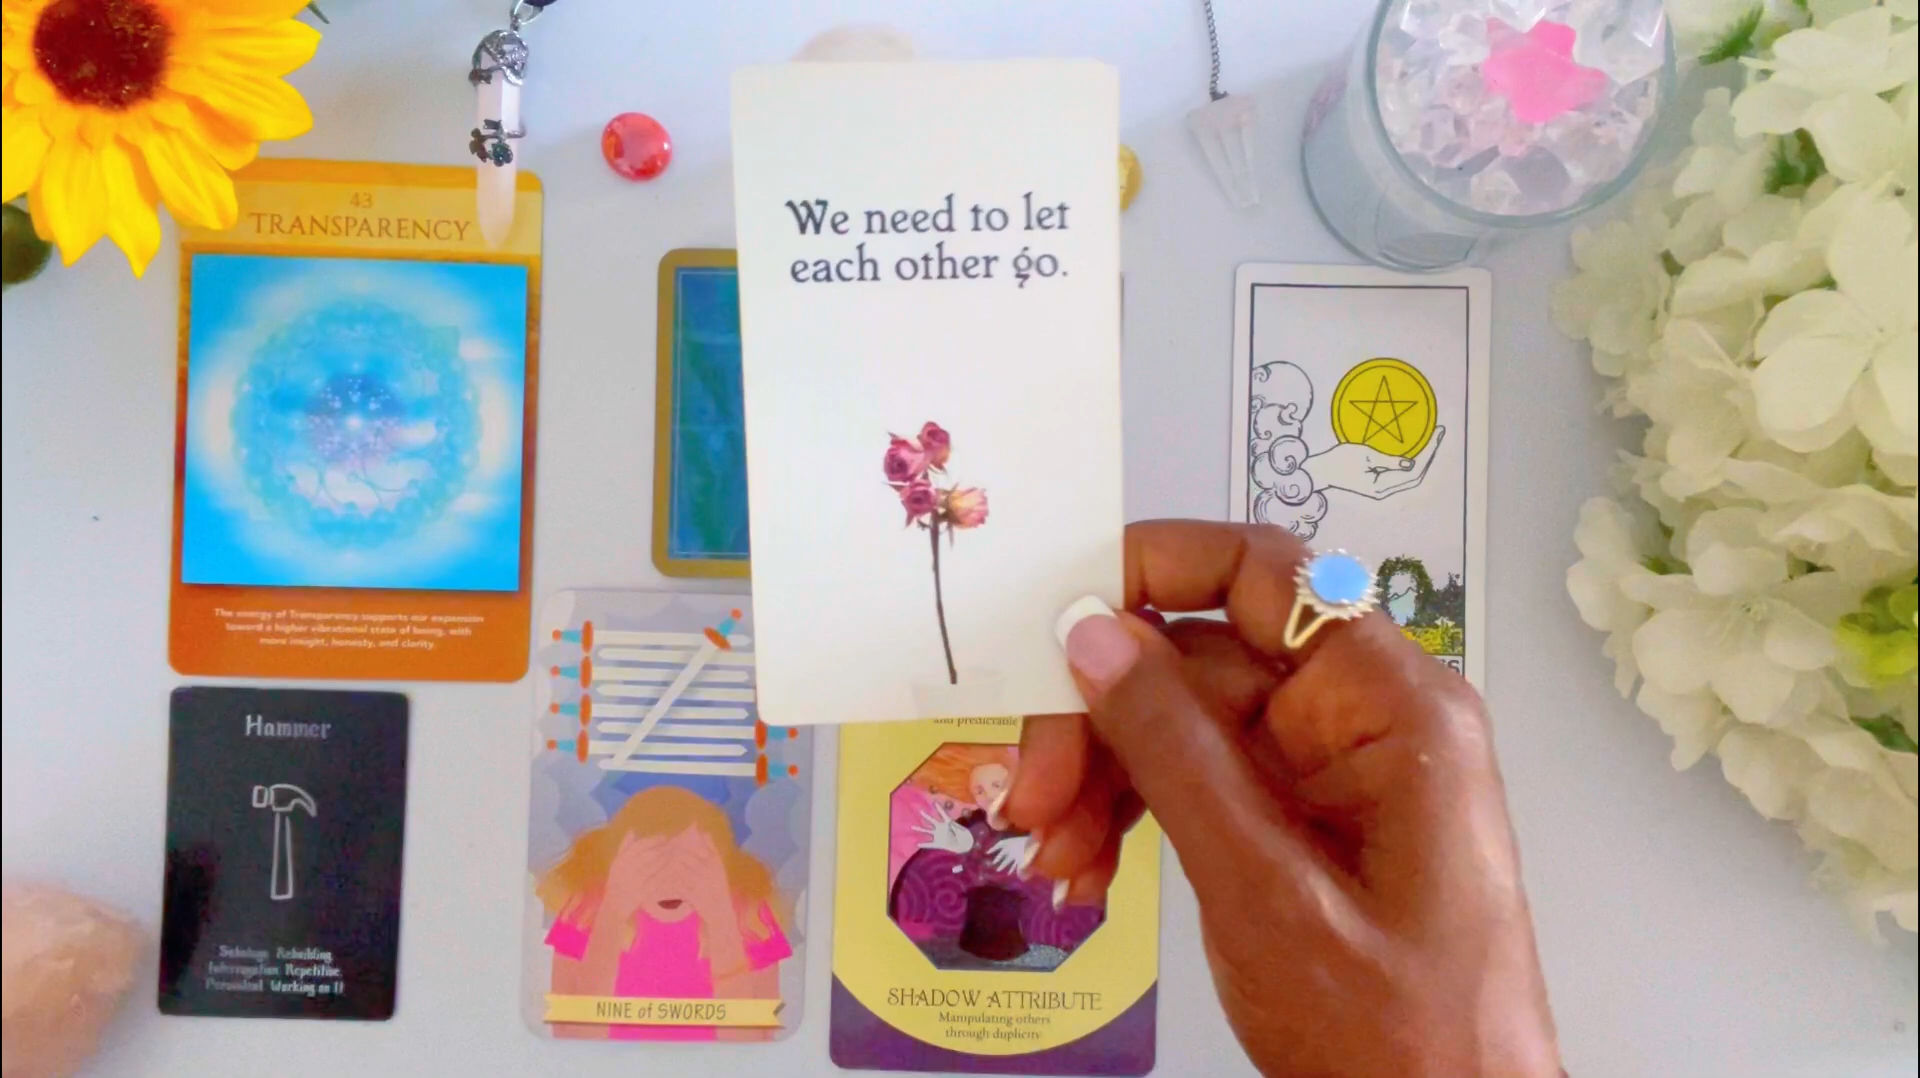 43
TRANSPARENCY
The energy of Transparency supports our expansion
toward a higher vibrational state of being, with
more insight, honesty, and clarity.
We need to let
each other go.
Hammer
Sabotage Rebuilding
Interruption Repetitive
Persistent Working on It
NINE of SWORDS
and predictable
SHADOW ATTRIBUTE
Manipulating others
through duplicity